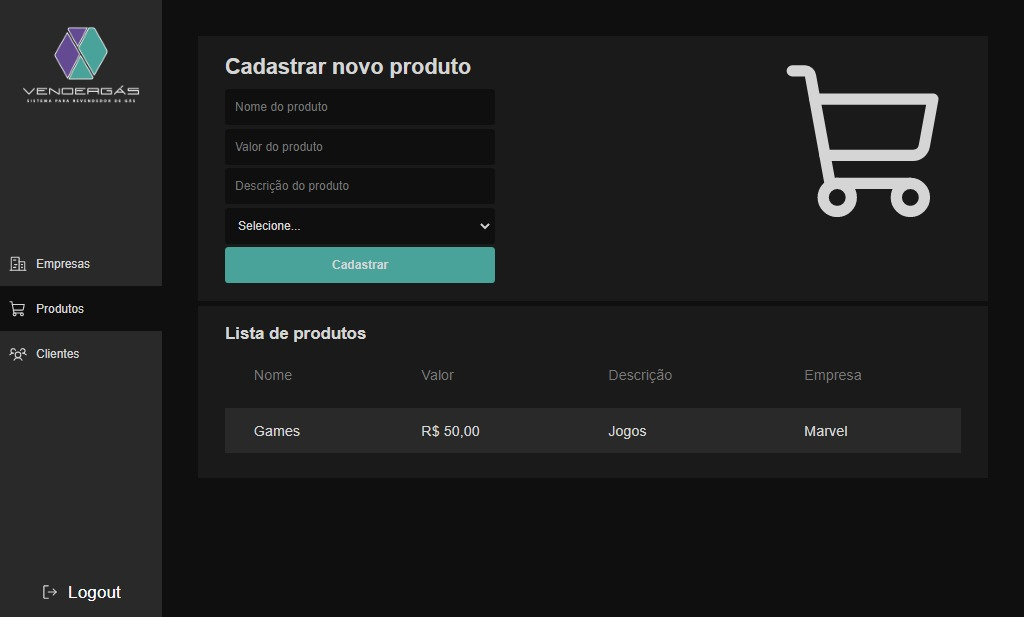 VENDERGÁS
SISTEMA PARA REVENDEDOR DE GÁS
Empresas
Produtos
Clientes
Logout
Cadastrar novo produto
Nome do produto
Valor do produto
Descrição do produto
Selecione...
Cadastrar
Lista de produtos
Nome Valor Descrição Empresa
Games R$ 50,00 Jogos Marvel